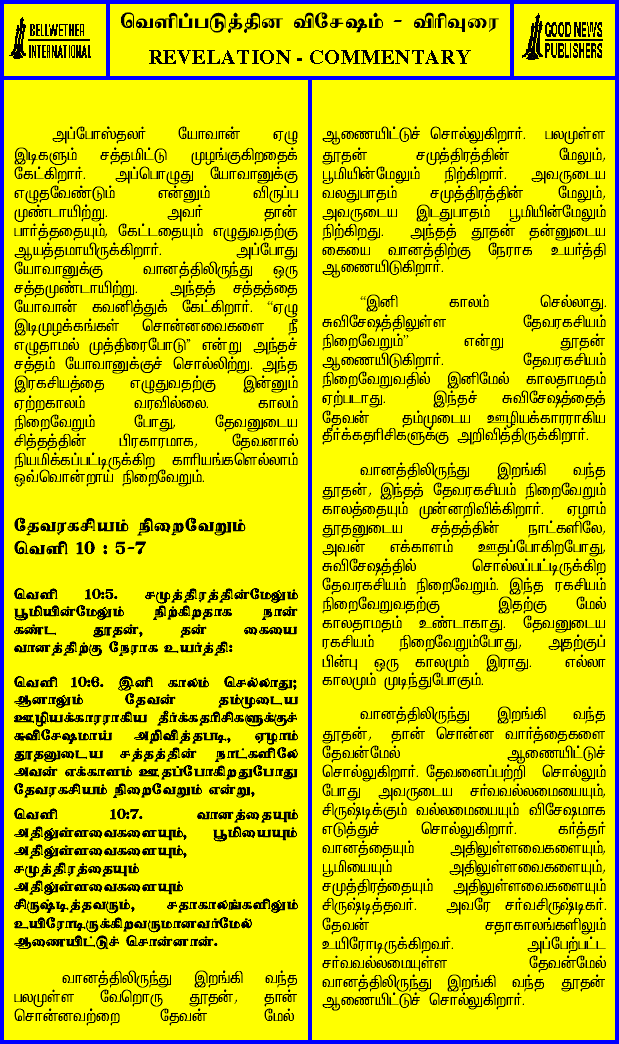 BELLWETHER
INTERNATIONAL
வெளிப்படுத்தின விசேஷம் - விரிவுரை
REVELATION - COMMENTARY
GOOD NEWS
PUBLISHERS
அப்போஸ்தலர் யோவான் ஏழு
இடிகளும் சத்தமிட்டு முழங்குகிறதைக்
கேட்கிறார். அப்பொழுது யோவானுக்கு
எழுதவேண்டும் என்னும் விருப்ப
முண்டாயிற்று. அவர் தான்
பார்த்ததையும், கேட்டதையும் எழுதுவதற்கு
ஆயத்தமாயிருக்கிறார். அப்போது
யோவானுக்கு வானத்திலிருந்து ஒரு
சத்தமுண்டாயிற்று. அந்தத் சத்தத்தை
யோவான் கவனித்துக் கேட்கிறார். “ஏழு
இடிமுழக்கங்கள் சொன்னவைகளை நீ
எழுதாமல் முத்திரைபோடு” என்று அந்தச்
சத்தம் யோவானுக்குச் சொல்லிற்று. அந்த
இரகசியத்தை எழுதுவதற்கு இன்னும்
ஏற்றகாலம் வரவில்லை. காலம்
நிறைவேறும் போது, தேவனுடைய
சித்தத்தின் பிரகாரமாக, தேவனால்
நியமிக்கப்பட்டிருக்கிற காரியங்களெல்லாம்
ஒவ்வொன்றாய் நிறைவேறும்.
தேவரகசியம் நிறைவேறும்
வெளி 10 : 5-7
வெளி 10:5. சமுத்திரத்தின்மேலும்
பூமியின்மேலும் நிற்கிறதாக நான்
கண்ட தூதன், தன் கையை
வானத்திற்கு நேராக உயர்த்தி:
வெளி 10:6. இனி காலம் செல்லாது;
ஆனாலும் தேவன் தம்முடைய
ஊழியக்காரராகிய தீர்க்கதரிசிகளுக்குச்
சுவிசேஷமாய் அறிவித்தபடி, ஏழாம்
தூதனுடைய சத்தத்தின் நாட்களிலே
அவன் எக்காளம் ஊதப்போகிறதுபோது
தேவரகசியம் நிறைவேறும் என்று,
வெளி 10:7. வானத்தையும்
அதிலுள்ளவைகளையும், பூமியையும்
அதிலுள்ளவைகளையும்,
சமுத்திரத்தையும்
அதிலுள்ளவைகளையும்
சிருஷ்டித்தவரும், சதாகாலங்களிலும்
உயிரோடிருக்கிறவருமானவர்மேல்
ஆணையிட்டுச் சொன்னான்.
வானத்திலிருந்து இறங்கி வந்த
பலமுள்ள வேறொரு தூதன், தான்
சொன்னவற்றை தேவன் மேல்
ஆணையிட்டுச் சொல்லுகிறார். பலமுள்ள
தூதன் சமுத்திரத்தின் மேலும்,
பூமியின்மேலும் நிற்கிறார். அவருடைய
வலதுபாதம் சமுத்திரத்தின் மேலும்,
அவருடைய இடதுபாதம் பூமியின்மேலும்
நிற்கிறது. அந்தத் தூதன் தன்னுடைய
கையை வானத்திற்கு நேராக உயர்த்தி
ஆணையிடுகிறார்.
“இனி காலம் செல்லாது.
சுவிசேஷத்திலுள்ள தேவரகசியம்
நிறைவேறும்” என்று தூதன்
ஆணையிடுகிறார். தேவரகசியம்
நிறைவேறுவதில் இனிமேல் காலதாமதம்
ஏற்படாது. இந்தச் சுவிசேஷத்தைத்
தேவன் தம்முடைய ஊழியக்காரராகிய
தீர்க்கதரிசிகளுக்கு அறிவித்திருக்கிறார்.
வானத்திலிருந்து இறங்கி வந்த
தூதன், இந்தத் தேவரகசியம் நிறைவேறும்
காலத்தையும் முன்னறிவிக்கிறார். ஏழாம்
தூதனுடைய சத்தத்தின் நாட்களிலே,
அவன் எக்காளம் ஊதப்போகிறபோது,
சுவிசேஷத்தில் சொல்லப்பட்டிருக்கிற
தேவரகசியம் நிறைவேறும். இந்த ரகசியம்
நிறைவேறுவதற்கு இதற்கு மேல்
காலதாமதம் உண்டாகாது. தேவனுடைய
ரகசியம் நிறைவேறும்போது, அதற்குப்
பின்பு ஒரு காலமும் இராது. எல்லா
காலமும் முடிந்துபோகும்.
வானத்திலிருந்து இறங்கி வந்த
தூதன், தான் சொன்ன வார்த்தைகளை
தேவன்மேல் ஆணையிட்டுச்
சொல்லுகிறார். தேவனைப்பற்றி சொல்லும்
போது அவருடைய சர்வவல்லமையையும்,
சிருஷ்டிக்கும் வல்லமையையும் விசேஷமாக
எடுத்துச் சொல்லுகிறார். கர்த்தர்
வானத்தையும் அதிலுள்ளவைகளையும்,
பூமியையும் அதிலுள்ளவைகளையும்,
சமுத்திரத்தையும் அதிலுள்ளவைகளையும்
சிருஷ்டித்தவர். அவரே சர்வசிருஷ்டிகர்.
தேவன் சதாகாலங்களிலும்
உயிரோடிருக்கிறவர். அப்பேற்பட்ட
சர்வவல்லமையுள்ள தேவன்மேல்
வானத்திலிருந்து இறங்கி வந்த தூதன்
ஆணையிட்டுச் சொல்லுகிறார்.